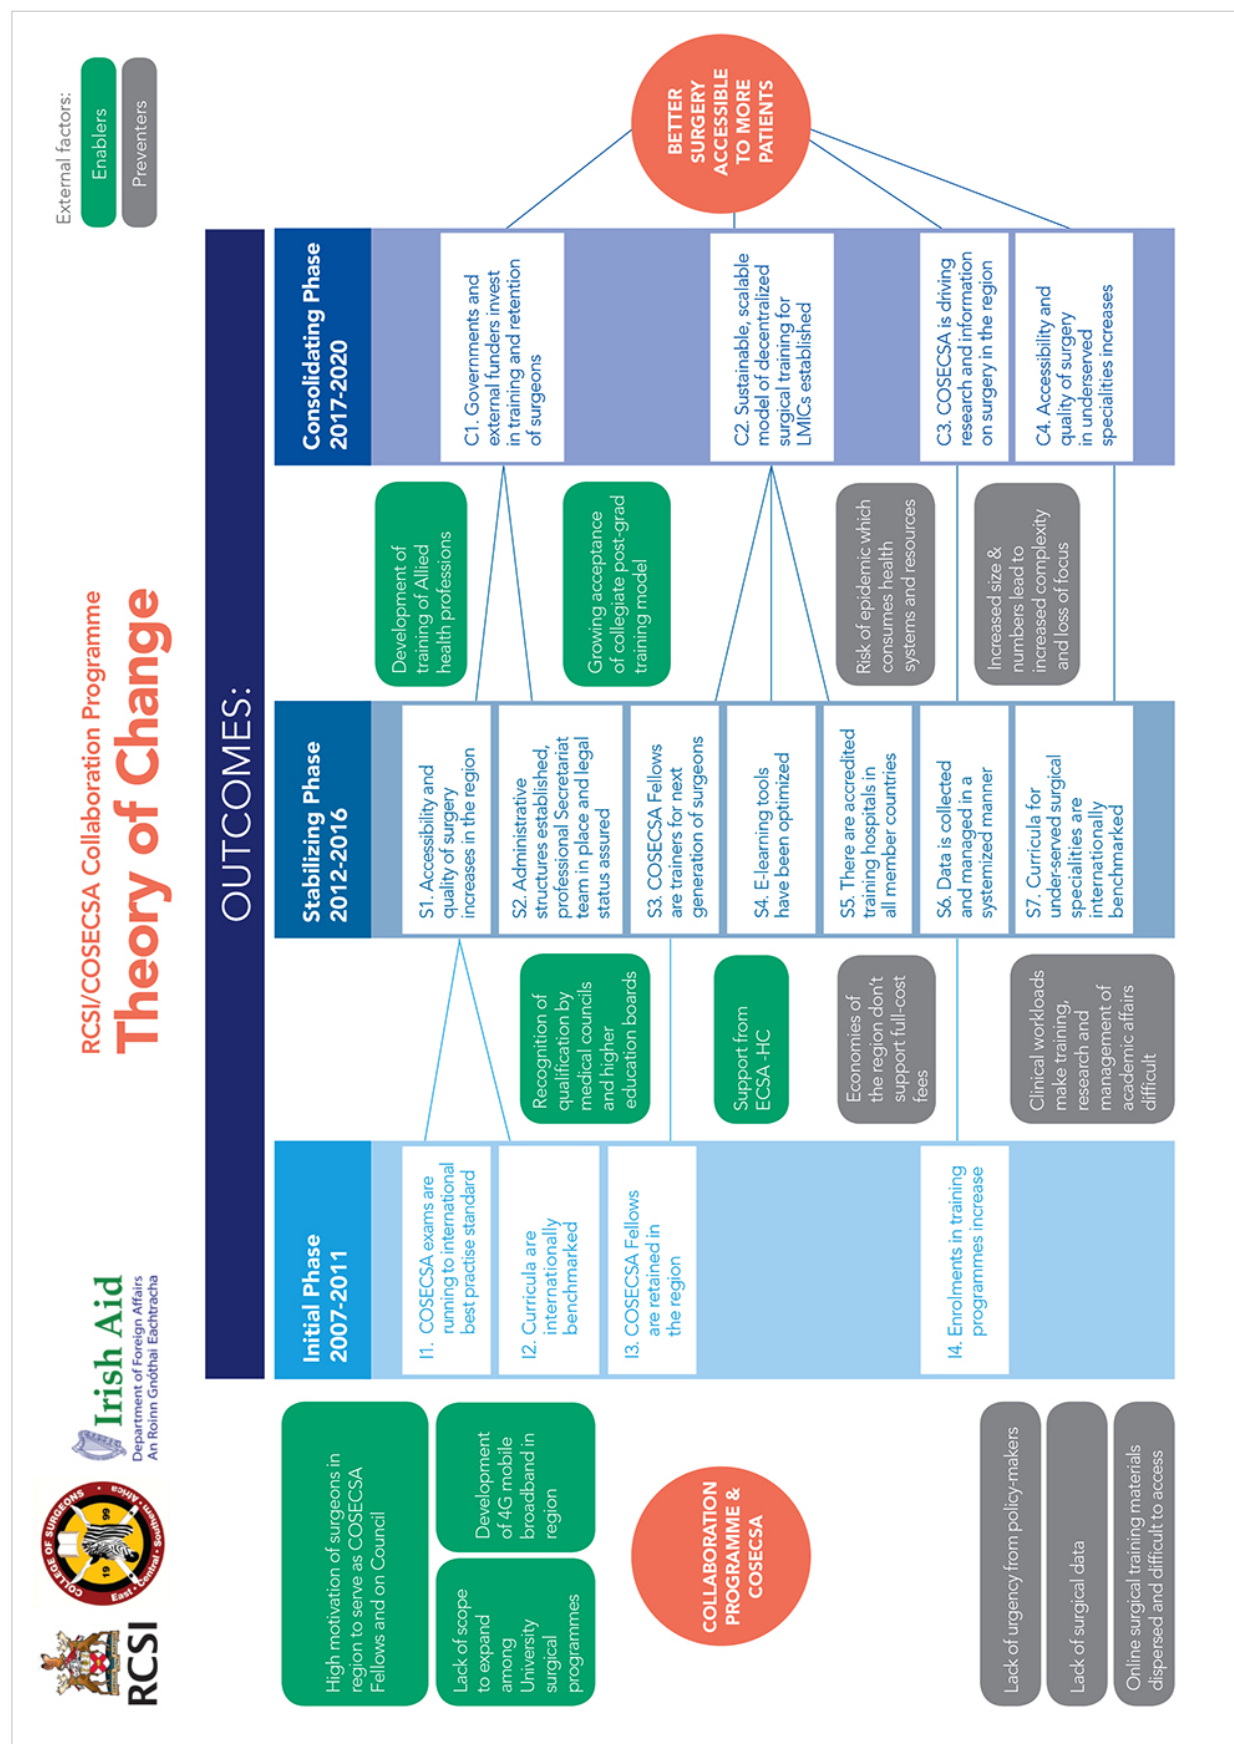 RCSI
COLLEGE OF SURGEONS
East • Central • Southern • Africa
19 99
Irish Aid
Department of Foreign Affairs
An Roinn Gnóthaí Eachtracha
RCSI/COSECSA Collaboration Programme
Theory of Change
External factors:
Enablers
Preventers
OUTCOMES:
High motivation of surgeons in
region to serve as COSECSA
Fellows and on Council
Lack of scope
to expand
among
University
surgical
programmes
Development
of 4G mobile
broadband in
region
COLLABORATION
PROGRAMME &
COSECSA
Lack of urgency from policy-makers
Lack of surgical data
Online surgical training materials
dispersed and difficult to access
Initial Phase
2007-2011
I1. COSECSA exams are
running to international
best practise standard
I2. Curricula are
internationally
benchmarked
I3. COSECSA Fellows
are retained in
the region
I4. Enrolments in training
programmes increase
Recognition of
qualification by
medical councils
and higher
education boards
Support from
ECSA -HC
Economies of
the region don't
support full-cost
fees
Clinical workloads
make training,
research and
management of
academic affairs
difficult
Stabilizing Phase
2012-2016
S1. Accessibility and
quality of surgery
increases in the region
S2. Administrative
structures established,
professional Secretariat
team in place and legal
status assured
S3. COSECSA Fellows
are trainers for next
generation of surgeons
S4. E-learning tools
have been optimized
S5. There are accredited
training hospitals in
all member countries
S6. Data is collected
and managed in a
systemized manner
S7. Curricula for
under-served surgical
specialities are
internationally
benchmarked
Development of
training of Allied
health professions
Growing acceptance
of collegiate post-grad
training model
Risk of epidemic which
consumes health
systems and resources
Increased size &
numbers lead to
increased complexity
and loss of focus
Consolidating Phase
2017-2020
C1. Governments and
external funders invest
in training and retention
of surgeons
C2. Sustainable, scalable
model of decentralized
surgical training for
LMICs established
C3. COSECSA is driving
research and information
on surgery in the region
C4. Accessibility and
quality of surgery
in underserved
specialities increases
BETTER
SURGERY
ACCESSIBLE
TO MORE
PATIENTS